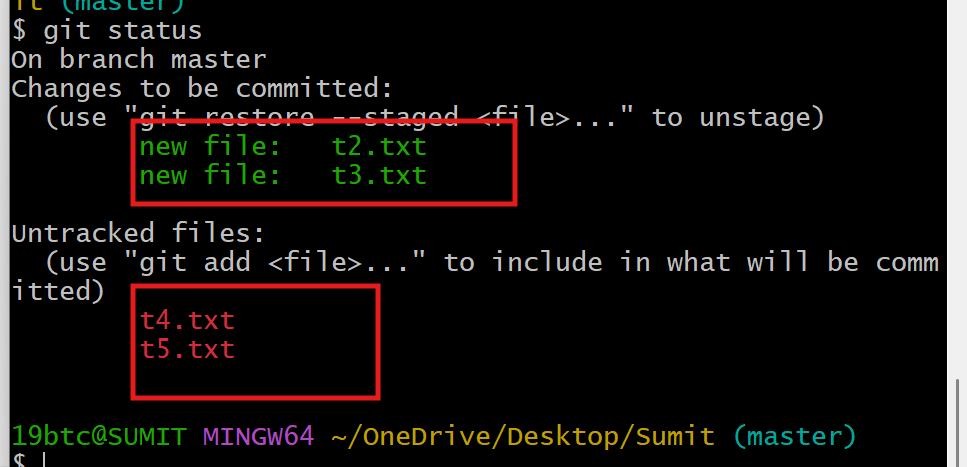 (master)
$ git status
On branch master
Changes to be committed:
  (use "git restore --staged <file>..." to unstage)
        new file:   t2.txt
        new file:   t3.txt

Untracked files:
  (use "git add <file>..." to include in what will be comm
itted)
        t4.txt
        t5.txt

19btc@SUMIT MINGW64 ~/OneDrive/Desktop/Sumit (master)
$